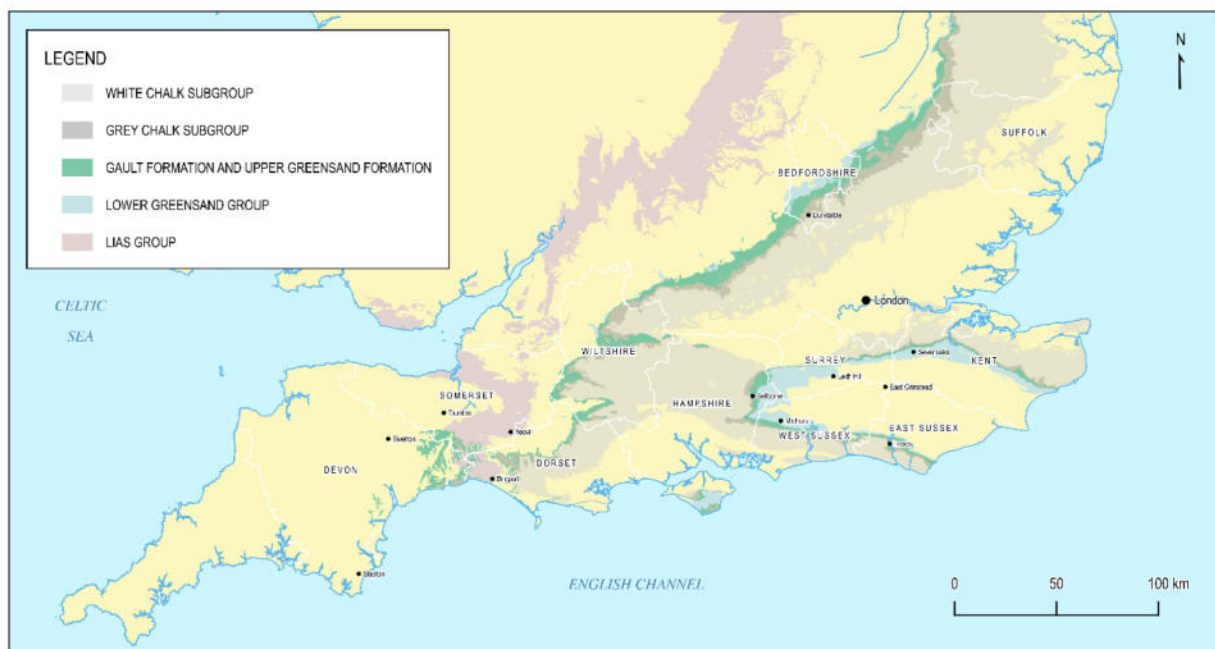 LEGEND
WHITE CHALK SUBGROUP
GREY CHALK SUBGROUP
GAULT FORMATION AND UPPER GREENSAND FORMATION
LOWER GREENSAND GROUP
LIAS GROUP
N
SUFFOLK
BEDFORDSHIRE
Dunstable
CELTIC
SEA
London
WILTSHIRE
SURREY
Sevenoaks
KENT
Leith Hill
East Grinstead
SOMERSET
HAMPSHIRE
Selborne
Taunton
Midhurst
EAST SUSSEX
Yeovil
WEST SUSSEX
Tiverton
DORSET
DEVON
Bridport
ENGLISH CHANNEL
0 50 100 km